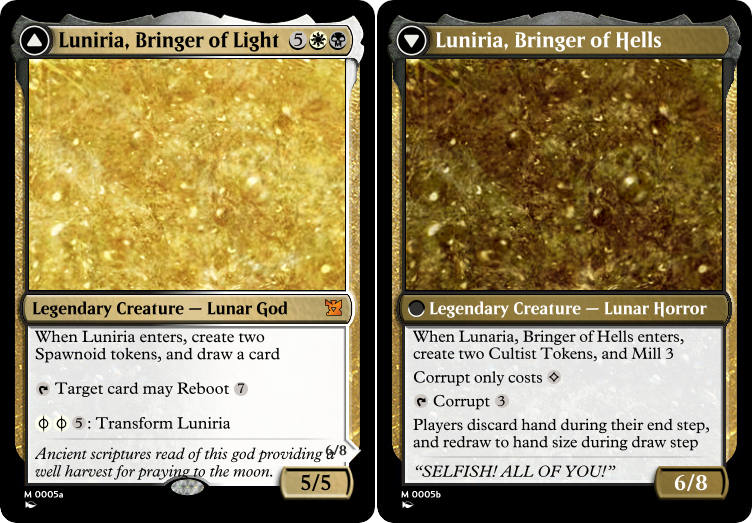 Luniria, Bringer of Light 5
Legendary Creature — Lunar God
When Luniria enters, create two
Spawnoid tokens, and draw a card
Target card may Reboot 7
5 : Transform Luniria
Ancient scriptures read of this god providing a
well harvest for praying to the moon.
6/8
5/5
M 0005a
Luniria, Bringer of Hells
Legendary Creature — Lunar Horror
When Lunaria, Bringer of Hells enters,
create two Cultist Tokens, and Mill 3
Corrupt only costs
Corrupt 3
Players discard hand during their end step,
and redraw to hand size during draw step
“SELFISH! ALL OF YOU!”
6/8
M 0005b